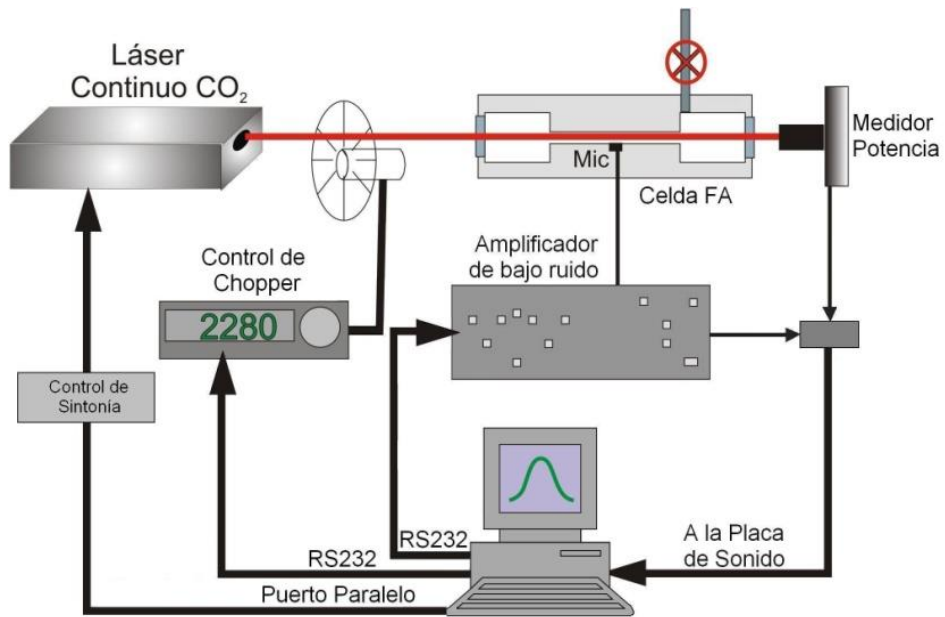 Láser
Continuo CO₂
Medidor
Potencia
Mic
Celda FA
Control de
Chopper
2280
Amplificador
de bajo ruido
Control de
Sintonía
RS232
RS232
Puerto Paralelo
A la Placa
de Sonido